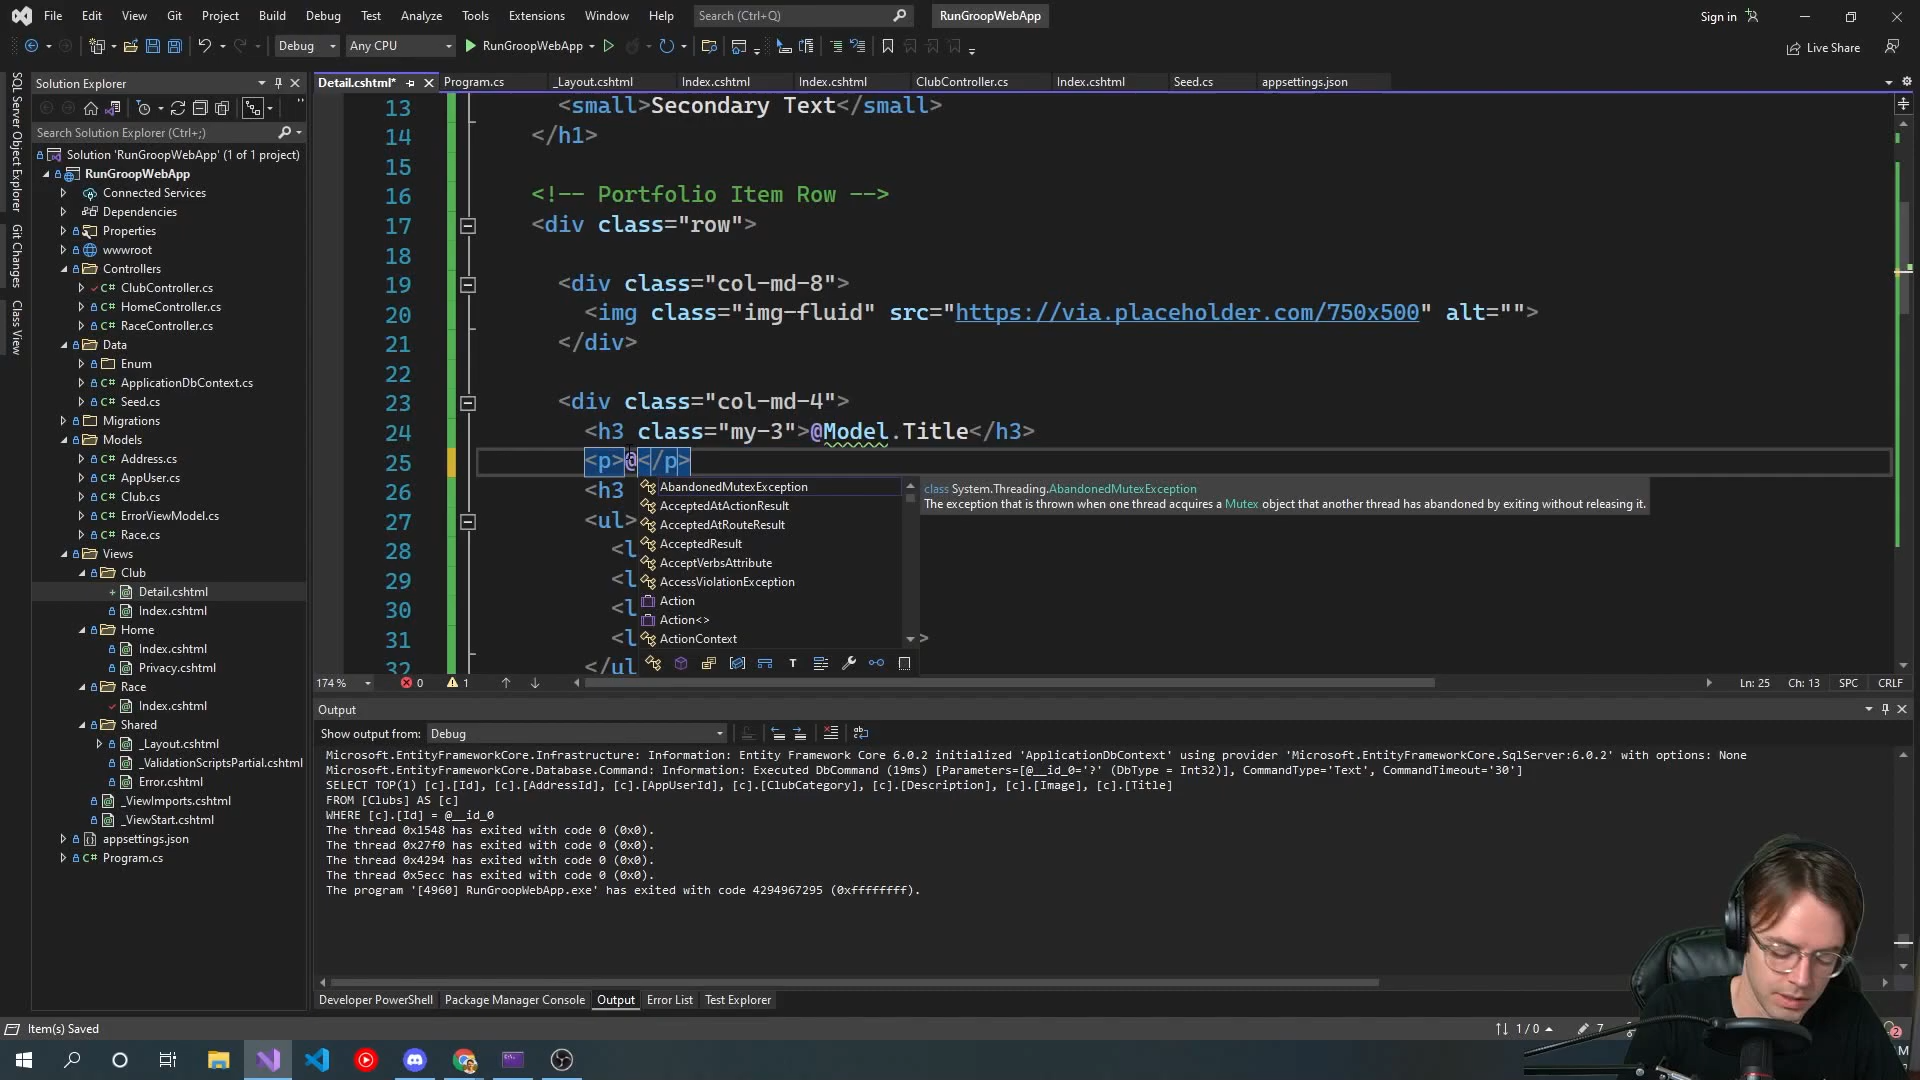 File Edit View Git Project Build Debug Test Analyze Tools Extensions Window Help Search (Ctrl+Q) RunGroopWebApp Sign in
Debug Any CPU RunGroopWebApp Live Share
SQL Server Object Explorer
Git Changes
Class View
Solution Explorer
Search Solution Explorer (Ctrl+;)
Solution 'RunGroopWebApp' (1 of 1 project)
RunGroopWebApp
Connected Services
Dependencies
Properties
wwwroot
Controllers
C# ClubController.cs
C# HomeController.cs
C# RaceController.cs
Data
Enum
C# ApplicationDbContext.cs
C# Seed.cs
Migrations
Models
C# Address.cs
C# AppUser.cs
C# Club.cs
C# ErrorViewModel.cs
C# Race.cs
Views
Club
Detail.cshtml
Index.cshtml
Home
Index.cshtml
Privacy.cshtml
Race
Index.cshtml
Shared
_Layout.cshtml
_ValidationScriptsPartial.cshtml
Error.cshtml
_ViewImports.cshtml
_ViewStart.cshtml
appsettings.json
C# Program.cs
Detail.cshtml* Program.cs _Layout.cshtml Index.cshtml Index.cshtml ClubController.cs Index.cshtml Seed.cs appsettings.json
13 <small>Secondary Text</small>
14 </h1>
15
16 <!-- Portfolio Item Row -->
17 <div class="row">
18
19 <div class="col-md-8">
20 <img class="img-fluid" src="https://via.placeholder.com/750x500" alt="">
21 </div>
22
23 <div class="col-md-4">
24 <h3 class="my-3">@Model.Title</h3>
25 <p>@</p>
26 <h3
27 <ul>
28 <l
29 <l
30 <l
31 <l >
32 </ul
AbandonedMutexException
AcceptedAtActionResult
AcceptedAtRouteResult
AcceptedResult
AcceptVerbsAttribute
AccessViolationException
Action
Action<>
ActionContext
class System.Threading.AbandonedMutexException
The exception that is thrown when one thread acquires a Mutex object that another thread has abandoned by exiting without releasing it.
174 % 0 1 Ln: 25 Ch: 13 SPC CRLF
Output
Show output from: Debug
Microsoft.EntityFrameworkCore.Infrastructure: Information: Entity Framework Core 6.0.2 initialized 'ApplicationDbContext' using provider 'Microsoft.EntityFrameworkCore.SqlServer:6.0.2' with options: None
Microsoft.EntityFrameworkCore.Database.Command: Information: Executed DbCommand (19ms) [Parameters=[@__id_0='?' (DbType = Int32)], CommandType='Text', CommandTimeout='30']
SELECT TOP(1) [c].[Id], [c].[AddressId], [c].[AppUserId], [c].[ClubCategory], [c].[Description], [c].[Image], [c].[Title]
FROM [Clubs] AS [c]
WHERE [c].[Id] = @__id_0
The thread 0x1548 has exited with code 0 (0x0).
The thread 0x27f0 has exited with code 0 (0x0).
The thread 0x4294 has exited with code 0 (0x0).
The thread 0x5ecc has exited with code 0 (0x0).
The program '[4960] RunGroopWebApp.exe' has exited with code 4294967295 (0xffffffff).
Developer PowerShell Package Manager Console Output Error List Test Explorer
Item(s) Saved 1 / 0 7 2
M